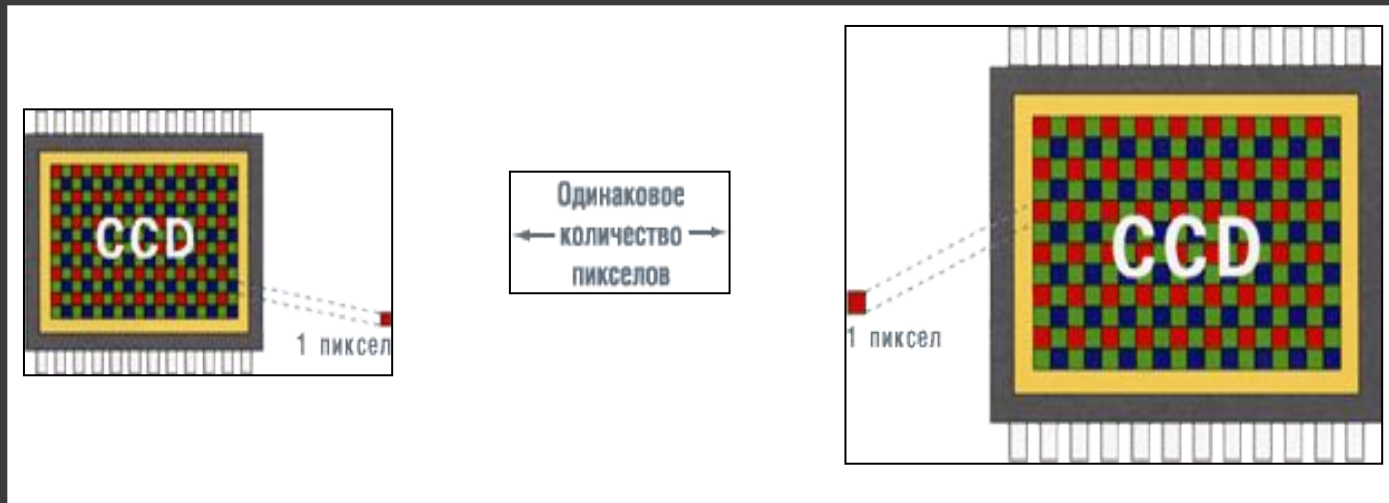 CCD
1 пиксел
Одинаковое
количество
пикселов
CCD
1 пиксел